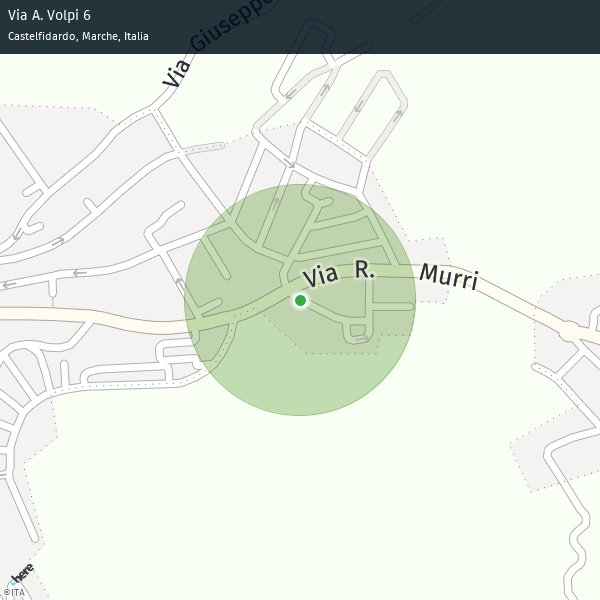 Via A. Volpi 6
Castelfidardo, Marche, Italia
Via Giuseppe
Via R. Murri
here
©ITA